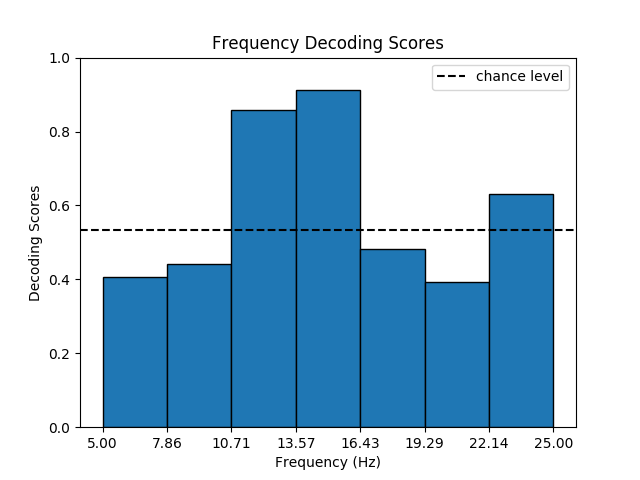 Frequency Decoding Scores
chance level
Decoding Scores
1.0
0.8
0.6
0.4
0.2
0.0
5.00 7.86 10.71 13.57 16.43 19.29 22.14 25.00
Frequency (Hz)